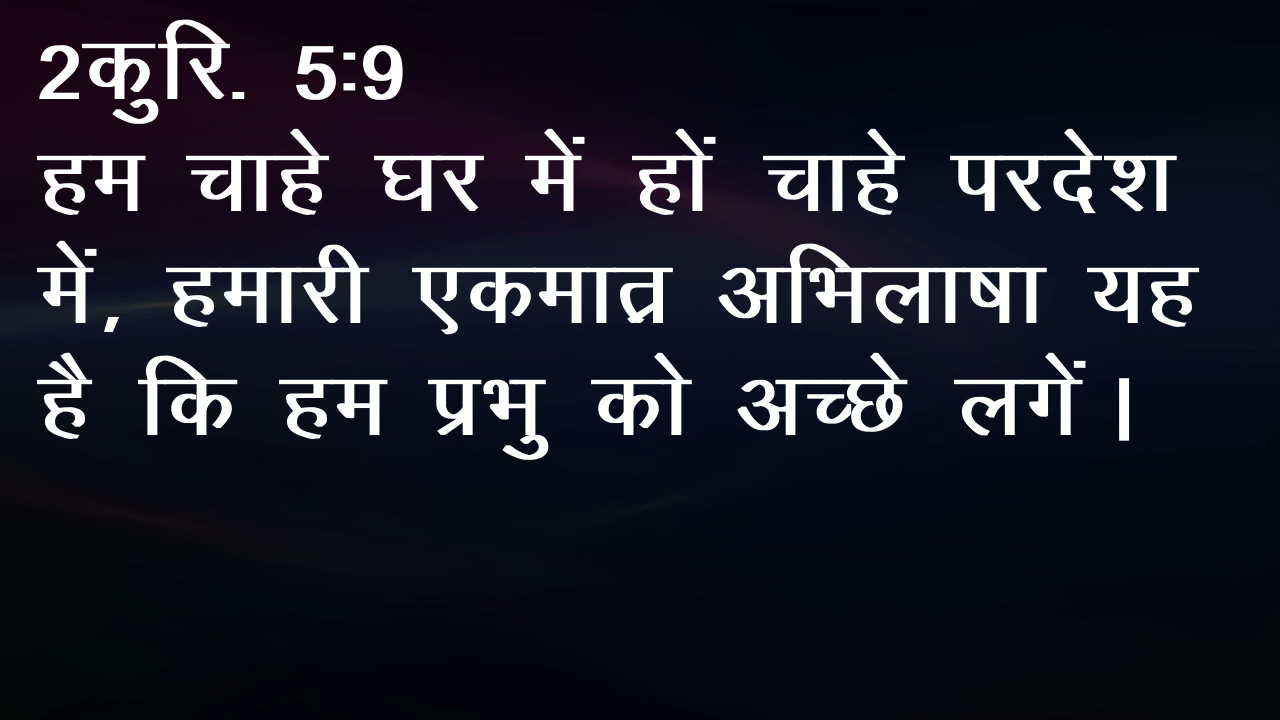 2कुरि. 5:9
हम चाहे घर में हों चाहे परदेश
में, हमारी एकमात्र अभिलाषा यह
है कि हम प्रभु को अच्छे लगें।